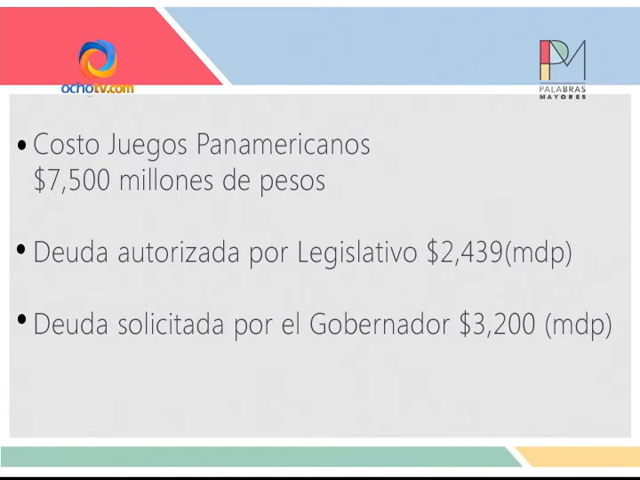 ochotv.com
PM
PALABRAS
MAYORES
• Costo Juegos Panamericanos
$7,500 millones de pesos
• Deuda autorizada por Legislativo $2,439(mdp)
• Deuda solicitada por el Gobernador $3,200 (mdp)